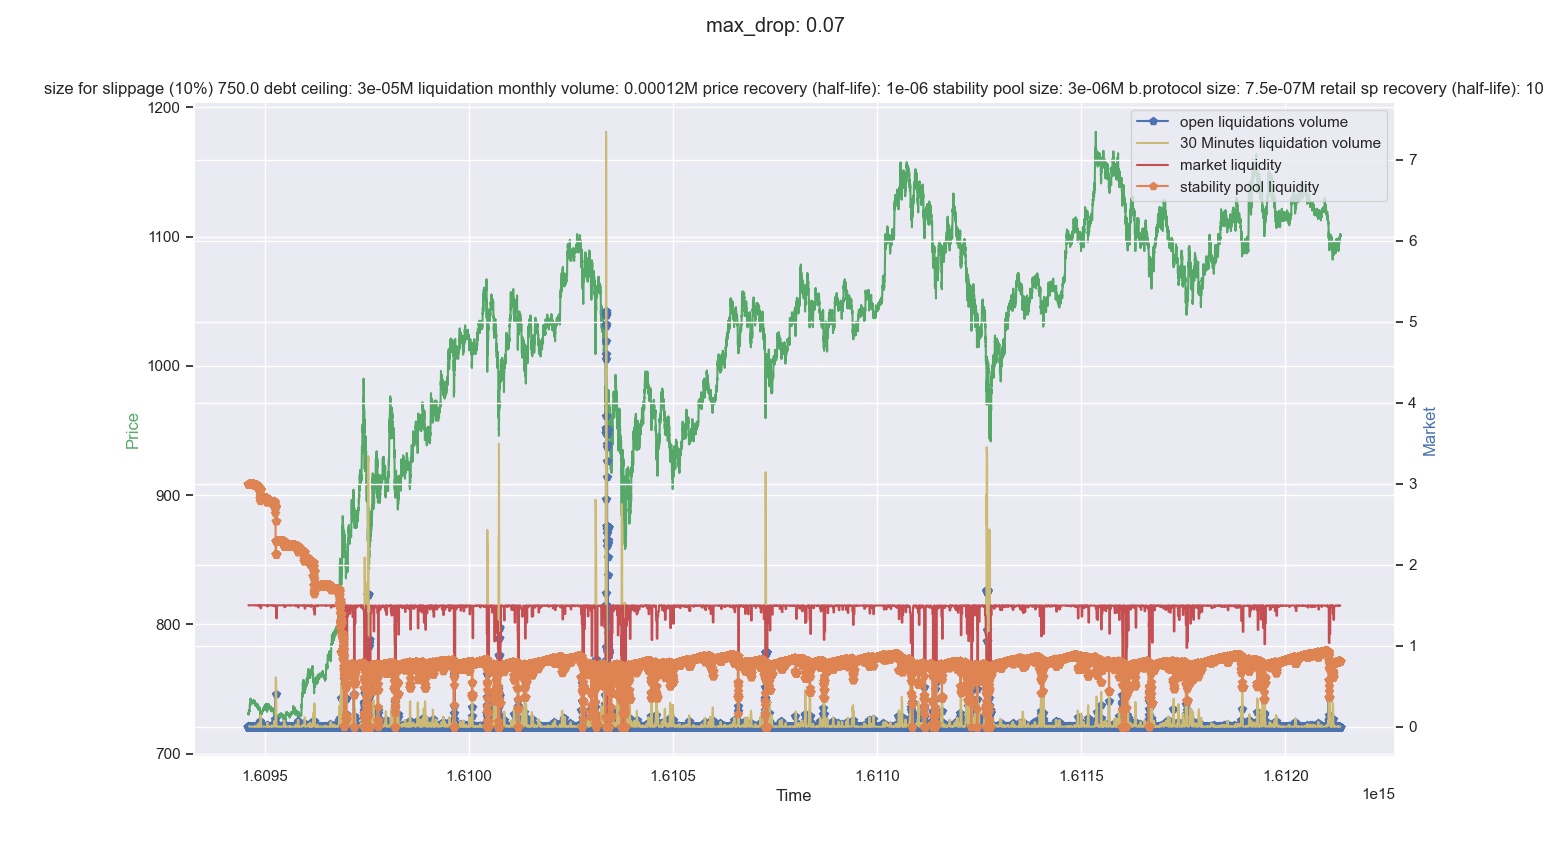 max_drop: 0.07
size for slippage (10%) 750.0 debt ceiling: 3e-05M liquidation monthly volume: 0.00012M price recovery (half-life): 1e-06 stability pool size: 3e-06M b.protocol size: 7.5e-07M retail sp recovery (half-life): 10
open liquidations volume
30 Minutes liquidation volume
market liquidity
stability pool liquidity
1200
1100
1000
900
800
700
Price
7
6
5
4
3
2
1
0
Market
1.6095 1.6100 1.6105 1.6110 1.6115 1.6120
1e15
Time